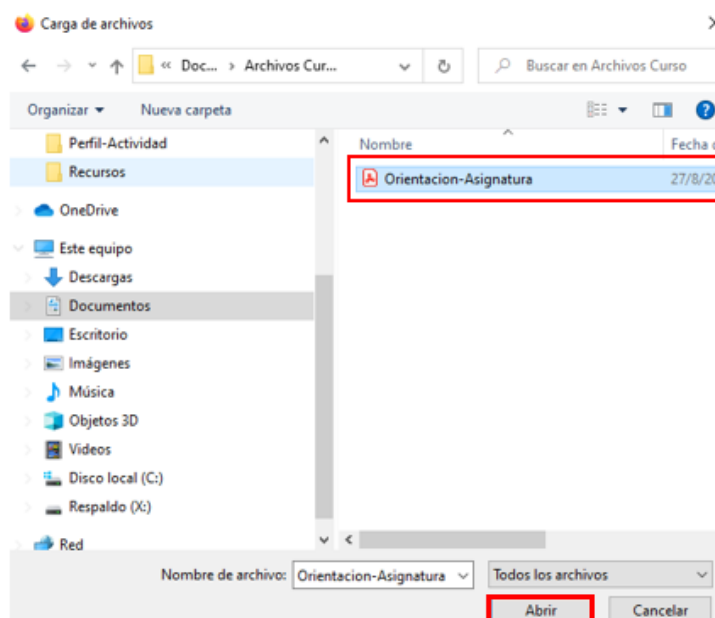 Carga de archivos
« Doc... › Archivos Cur...
Buscar en Archivos Curso
Organizar
Nueva carpeta
Perfil-Actividad
Recursos
OneDrive
Este equipo
Descargas
Documentos
Escritorio
Imágenes
Música
Objetos 3D
Videos
Disco local (C:)
Respaldo (X:)
Red
Nombre
Fecha
Orientacion-Asignatura
27/8/20
Nombre de archivo:
Orientacion-Asignatura
Todos los archivos
Abrir
Cancelar